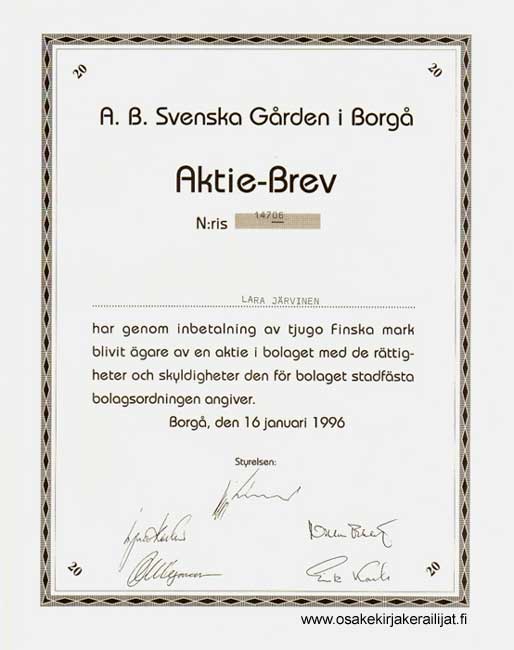 20 20
A. B. Svenska Gården i Borgå
Aktie-Brev
N:ris 14706
LARA JÄRVINEN
har genom inbetalning av tjugo Finska mark
blivit ägare av en aktie i bolaget med de rättig-
heter och skyldigheter den för bolaget stadfästa
bolagsordningen angiver.
Borgå, den 16 januari 1996
Styrelsen:
20 20
www.osakekirjakerailijat.fi